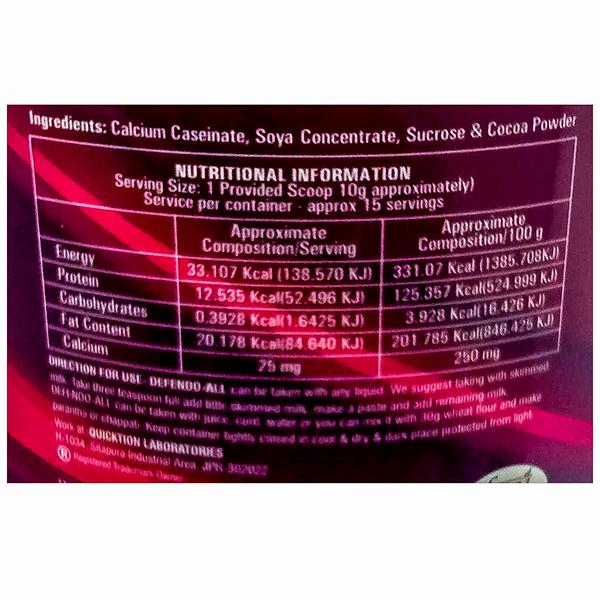 Ingredients: Calcium Caseinate, Soya Concentrate, Sucrose & Cocoa Powder
NUTRITIONAL INFORMATION
Serving Size: 1 Provided Scoop 10g approximately)
Service per container - approx 15 servings
Approximate Composition/Serving Approximate Composition/100 g
Energy 33.107 Kcal (138.570 KJ) 331.07 Kcal (1385.708KJ)
Protein 12.535 Kcal(52.496 KJ) 125.357 Kcal(524.999 KJ)
Carbohydrates 0.3928 Kcal(1.6425 KJ) 3.928 Kcal(16.426 KJ)
Fat Content 20.178 Kcal(84.640 KJ) 201.785 Kcal(846.425 KJ)
Calcium 25 mg 250 mg
DIRECTION FOR USE- DEFENDO-ALL can be taken with any liquid. We suggest taking with skimmed
milk. Take three teaspoon full add little skimmed milk, make a paste and add remaining milk.
DEFENDO ALL can be taken with juice, curd, water or you can mix it with 30g wheat flour and make
parantha or chappati. Keep container tightly closed in cool & dry & dark place protected from light.
Work at QUICKTION LABORATORIES
H-1034, Sitapura Industrial Area, JPR 302022
® Registered Trademark Owner